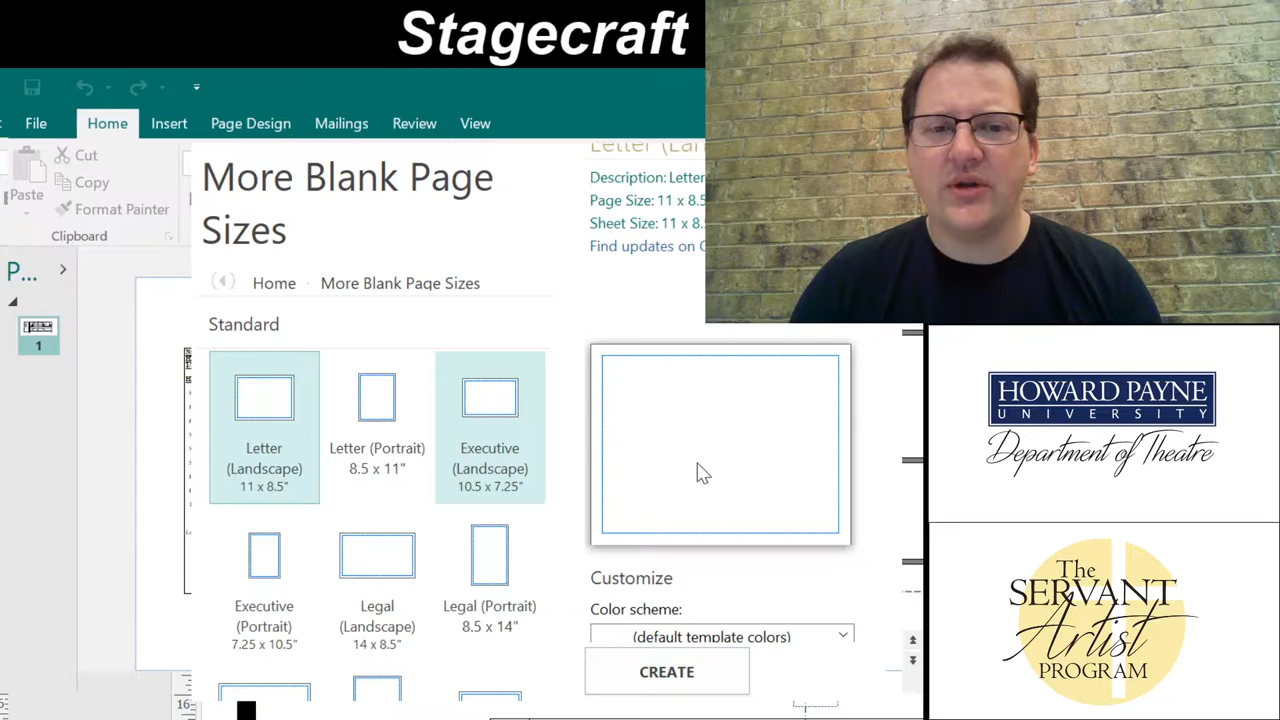 Stagecraft
File
Home
Insert
Page Design
Mailings
Review
View
Paste
Cut
Copy
Format Painter
Clipboard
P...
1
More Blank Page
Sizes
Home · More Blank Page Sizes
Standard
Letter
(Landscape)
11 x 8.5"
Letter (Portrait)
8.5 x 11"
Executive
(Landscape)
10.5 x 7.25"
Executive
(Portrait)
7.25 x 10.5"
Legal
(Landscape)
14 x 8.5"
Legal (Portrait)
8.5 x 14"
Letter (Lan
Description: Letter
Page Size: 11 x 8.5
Sheet Size: 11 x 8.
Find updates on
Customize
Color scheme:
(default template colors)
CREATE
16
HOWARD PAYNE
UNIVERSITY
Department of Theatre
The
SERVANT
Artist
PROGRAM